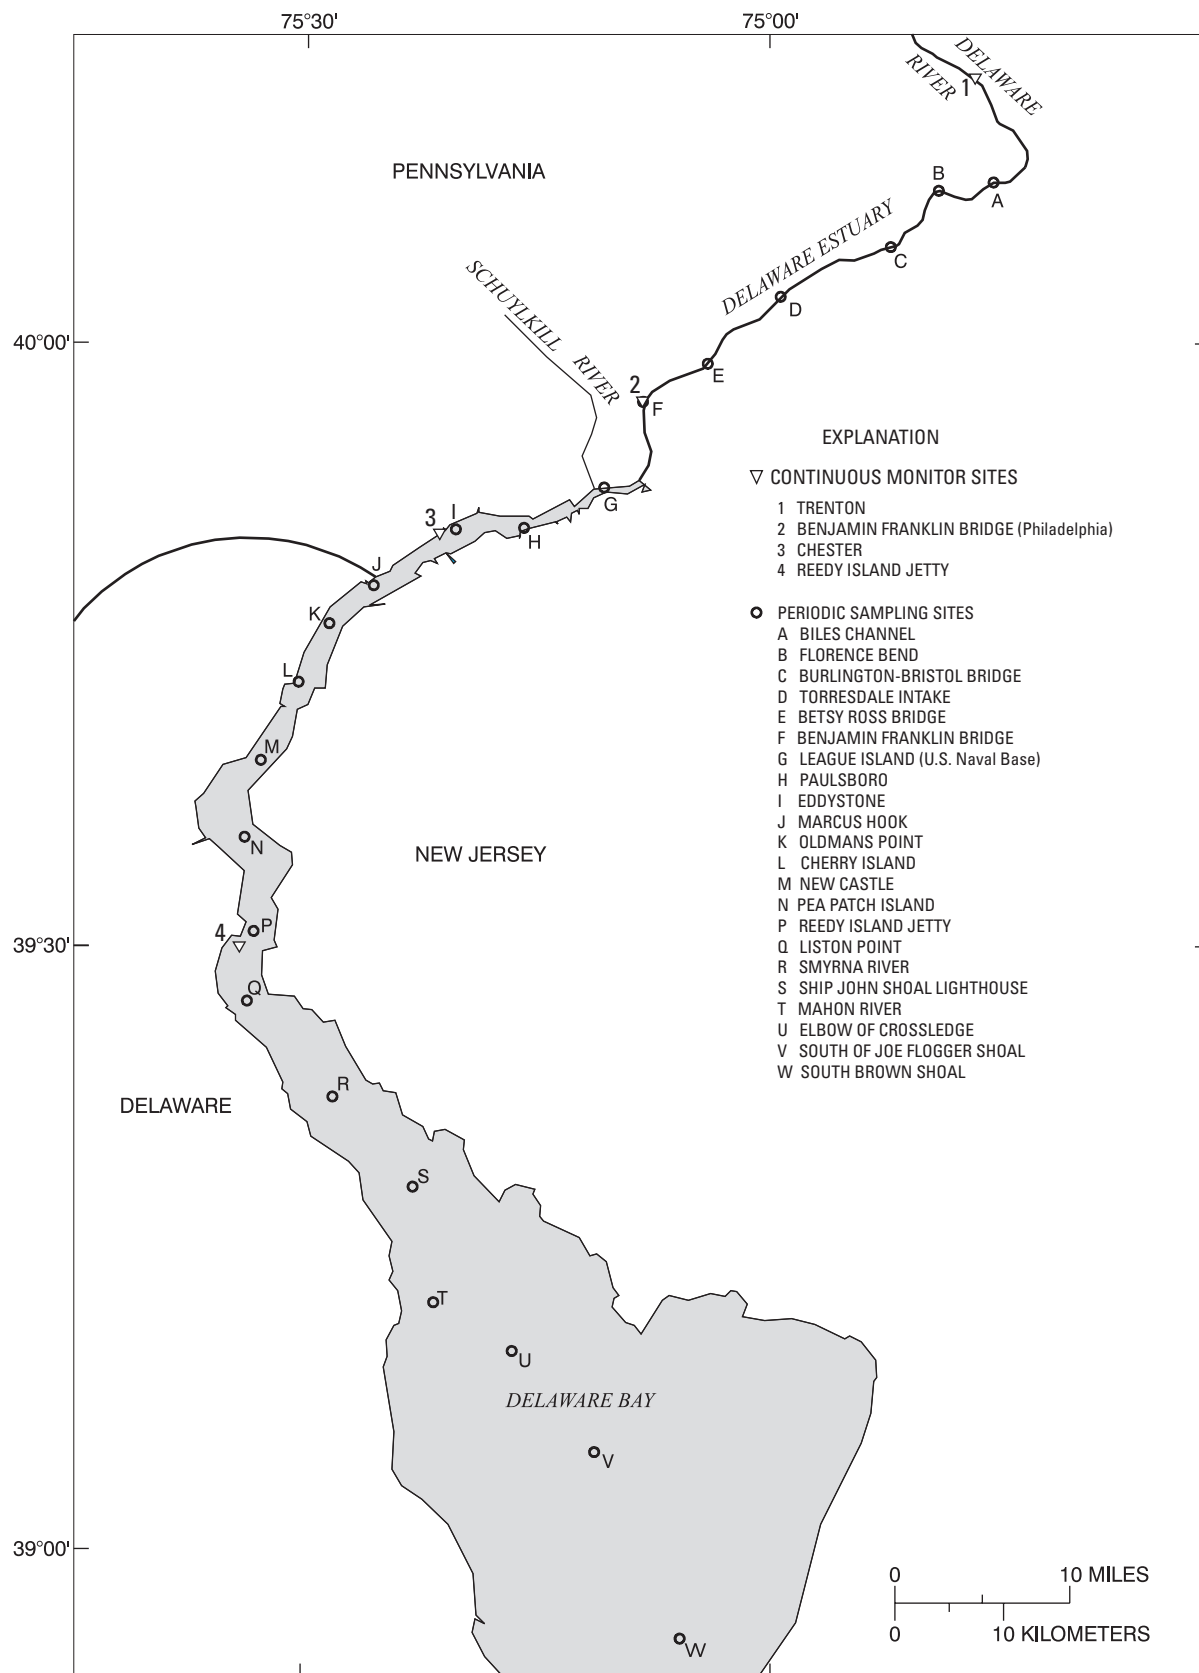 75°30'
75°00'
DELAWARE
RIVER
1
PENNSYLVANIA
B
A
DELAWARE ESTUARY
C
SCHUYLKILL RIVER
D
40°00'
E
2
F
EXPLANATION
CONTINUOUS MONITOR SITES
1 TRENTON
2 BENJAMIN FRANKLIN BRIDGE (Philadelphia)
3 CHESTER
4 REEDY ISLAND JETTY
G
3
I
H
J
K
L
M
N
PERIODIC SAMPLING SITES
A BILES CHANNEL
B FLORENCE BEND
C BURLINGTON-BRISTOL BRIDGE
D TORRESDALE INTAKE
E BETSY ROSS BRIDGE
F BENJAMIN FRANKLIN BRIDGE
G LEAGUE ISLAND (U.S. Naval Base)
H PAULSBORO
I EDDYSTONE
J MARCUS HOOK
K OLDMANS POINT
L CHERRY ISLAND
M NEW CASTLE
N PEA PATCH ISLAND
P REEDY ISLAND JETTY
Q LISTON POINT
R SMYRNA RIVER
S SHIP JOHN SHOAL LIGHTHOUSE
T MAHON RIVER
U ELBOW OF CROSSLEDGE
V SOUTH OF JOE FLOGGER SHOAL
W SOUTH BROWN SHOAL
NEW JERSEY
39°30'
4
P
Q
R
DELAWARE
S
T
U
DELAWARE BAY
V
39°00'
W
0 10 MILES
0 10 KILOMETERS